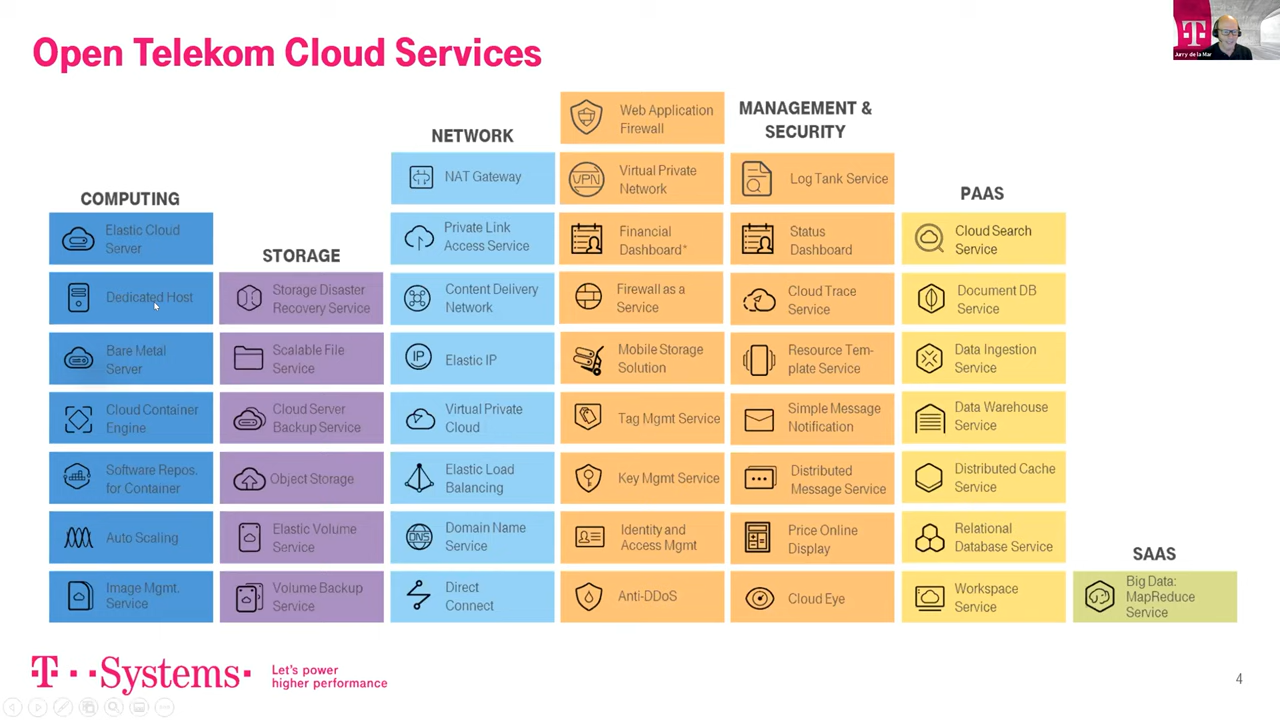 Open Telekom Cloud Services
T
Jurry de la Mar
COMPUTING
Elastic Cloud
Server
Dedicated Host
Bare Metal
Server
Cloud Container
Engine
Software Repos.
for Container
Auto Scaling
Image Mgmt.
Service
STORAGE
Storage Disaster
Recovery Service
Scalable File
Service
Cloud Server
Backup Service
Object Storage
Elastic Volume
Service
Volume Backup
Service
NETWORK
NAT Gateway
Private Link
Access Service
Content Delivery
Network
IP
Elastic IP
Virtual Private
Cloud
Elastic Load
Balancing
DNS
Domain Name
Service
Direct
Connect
MANAGEMENT &
SECURITY
Web Application
Firewall
VPN
Virtual Private
Network
Financial
Dashboard*
Firewall as a
Service
Mobile Storage
Solution
Tag Mgmt Service
Key Mgmt Service
Identity and
Access Mgmt
Anti-DDoS
Log Tank Service
Status
Dashboard
Cloud Trace
Service
Resource Tem-
plate Service
Simple Message
Notification
Distributed
Message Service
Price Online
Display
Cloud Eye
PAAS
Cloud Search
Service
Document DB
Service
Data Ingestion
Service
Data Warehouse
Service
Distributed Cache
Service
Relational
Database Service
Workspace
Service
SAAS
Big Data:
MapReduce
Service
T··Systems·
Let's power
higher performance
4